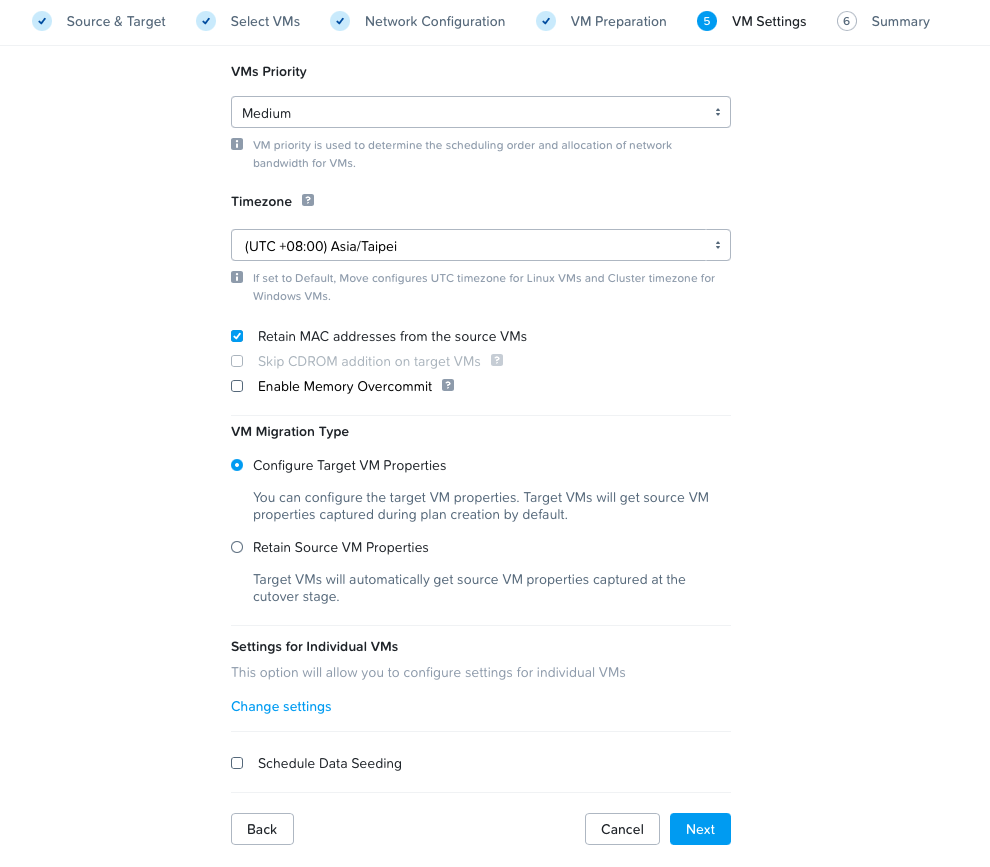 Source & Target Select VMs Network Configuration VM Preparation 5 VM Settings 6 Summary
VMs Priority
Medium
VM priority is used to determine the scheduling order and allocation of network
bandwidth for VMs.
Timezone ?
(UTC +08:00) Asia/Taipei
If set to Default, Move configures UTC timezone for Linux VMs and Cluster timezone for
Windows VMs.
Retain MAC addresses from the source VMs
Skip CDROM addition on target VMs ?
Enable Memory Overcommit ?
VM Migration Type
Configure Target VM Properties
You can configure the target VM properties. Target VMs will get source VM
properties captured during plan creation by default.
Retain Source VM Properties
Target VMs will automatically get source VM properties captured at the
cutover stage.
Settings for Individual VMs
This option will allow you to configure settings for individual VMs
Change settings
Schedule Data Seeding
Back Cancel Next